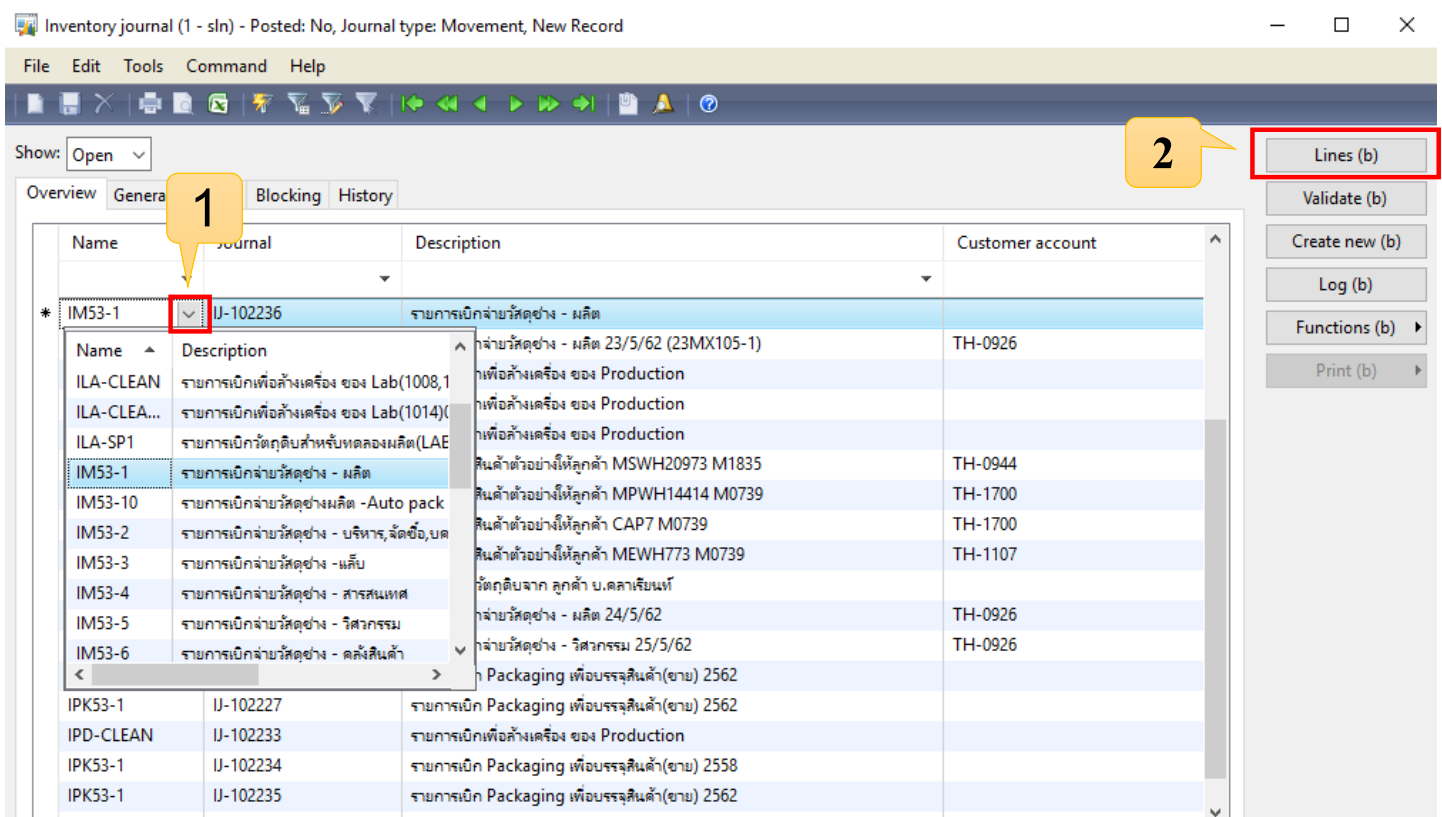 Inventory journal (1 - sln) - Posted: No, Journal type: Movement, New Record
File Edit Tools Command Help
Show: Open
2
Lines (b)
Overview Genera Blocking History
1
Validate (b)
Name Journal Description Customer account
Create new (b)
Log (b)
* IM53-1 IJ-102236 รายการเบิกจ่ายวัสดุช่าง - ผลิต
Functions (b)
Name Description
กจ่ายวัสดุช่าง - ผลิต 23/5/62 (23MX105-1) TH-0926
Print (b)
ILA-CLEAN รายการเบิกเพื่อล้างเครื่อง ของ Lab(1008,1
กเพื่อล้างเครื่อง ของ Production
ILA-CLEA... รายการเบิกเพื่อล้างเครื่อง ของ Lab(1014)(
กเพื่อล้างเครื่อง ของ Production
ILA-SP1 รายการเบิกวัตถุดิบสำหรับทดลองผลิต(LAE
กเพื่อล้างเครื่อง ของ Production
IM53-1 รายการเบิกจ่ายวัสดุช่าง - ผลิต
สินค้าตัวอย่างให้ลูกค้า MSWH20973 M1835 TH-0944
IM53-10 รายการเบิกจ่ายวัสดุช่างผลิต -Auto pack
สินค้าตัวอย่างให้ลูกค้า MPWH14414 M0739 TH-1700
IM53-2 รายการเบิกจ่ายวัสดุช่าง - บริหาร,จัดซื้อ,บค
สินค้าตัวอย่างให้ลูกค้า CAP7 M0739 TH-1700
IM53-3 รายการเบิกจ่ายวัสดุช่าง -แล็บ
สินค้าตัวอย่างให้ลูกค้า MEWH773 M0739 TH-1107
IM53-4 รายการเบิกจ่ายวัสดุช่าง - สารสนเทศ
วัตถุดิบจาก ลูกค้า บ.คลาเรียนท์
IM53-5 รายการเบิกจ่ายวัสดุช่าง - วิศวกรรม
กจ่ายวัสดุช่าง - ผลิต 24/5/62 TH-0926
IM53-6 รายการเบิกจ่ายวัสดุช่าง - คลังสินค้า
กจ่ายวัสดุช่าง - วิศวกรรม 25/5/62 TH-0926
ก Packaging เพื่อบรรจุสินค้า(ขาย) 2562
IPK53-1 IJ-102227 รายการเบิก Packaging เพื่อบรรจุสินค้า(ขาย) 2562
IPD-CLEAN IJ-102233 รายการเบิกเพื่อล้างเครื่อง ของ Production
IPK53-1 IJ-102234 รายการเบิก Packaging เพื่อบรรจุสินค้า(ขาย) 2558
IPK53-1 IJ-102235 รายการเบิก Packaging เพื่อบรรจุสินค้า(ขาย) 2562